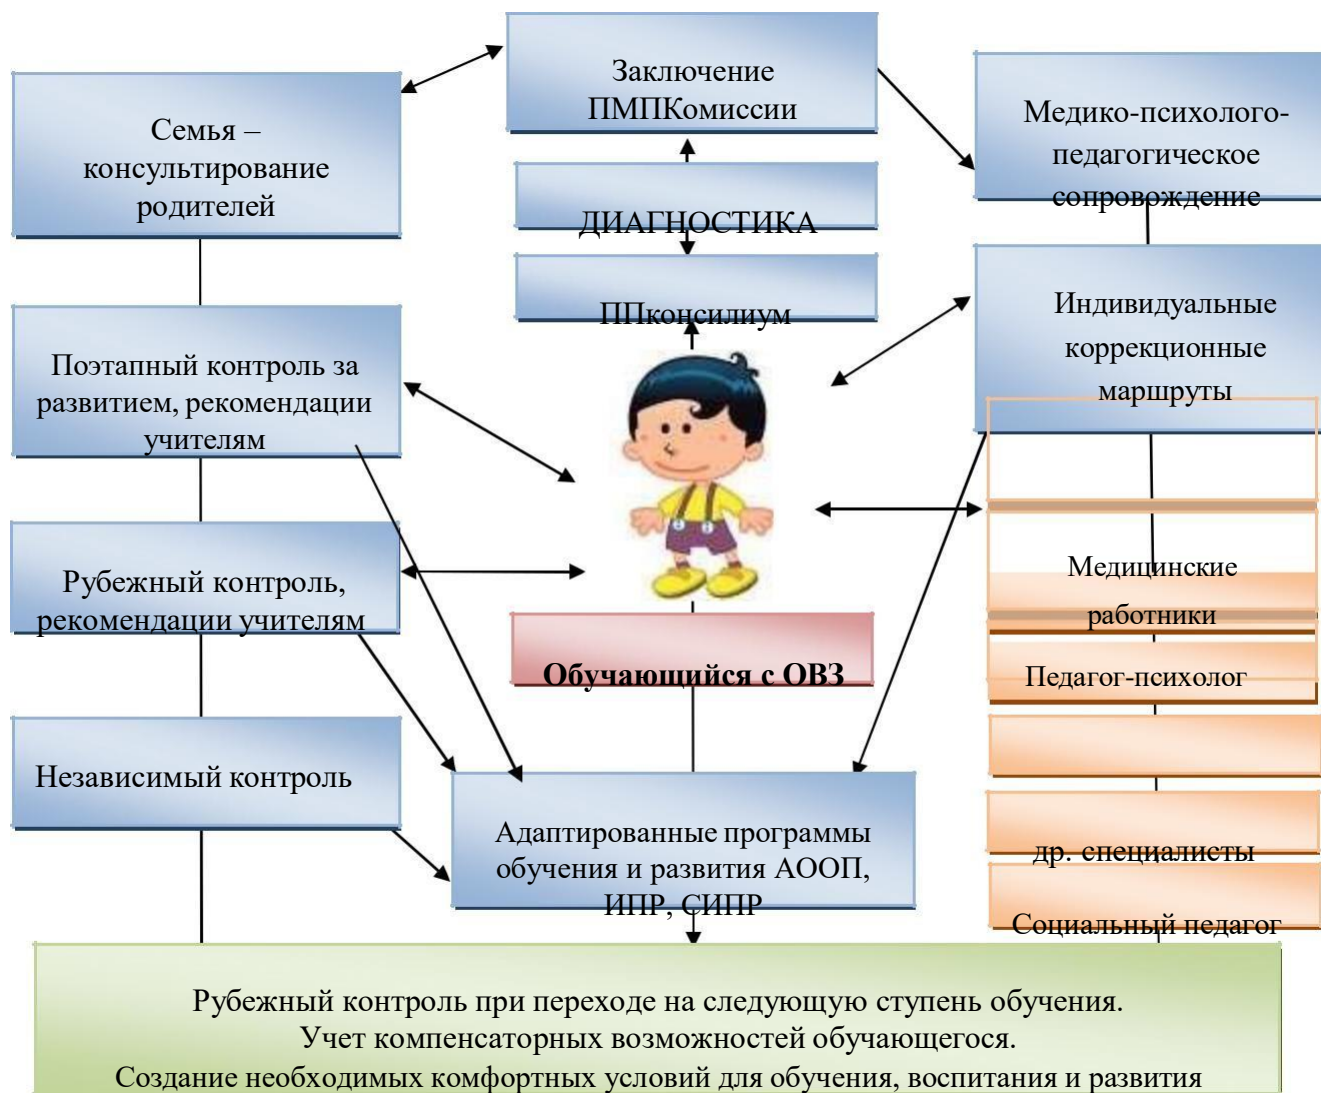 Заключение
ПМПКомиссии
Семья –
консультирование
родителей
Медико-психолого-
педагогическое
сопровождение
ДИАГНОСТИКА
ППконсилиум
Индивидуальные
коррекционные
маршруты
Поэтапный контроль за
развитием, рекомендации
учителям
Рубежный контроль,
рекомендации учителям
Медицинские
работники
Обучающийся с ОВЗ
Педагог-психолог
Независимый контроль
Адаптированные программы
обучения и развития АООП,
ИПР, СИПР
др. специалисты
Социальный педагог
Рубежный контроль при переходе на следующую ступень обучения.
Учет компенсаторных возможностей обучающегося.
Создание необходимых комфортных условий для обучения, воспитания и развития